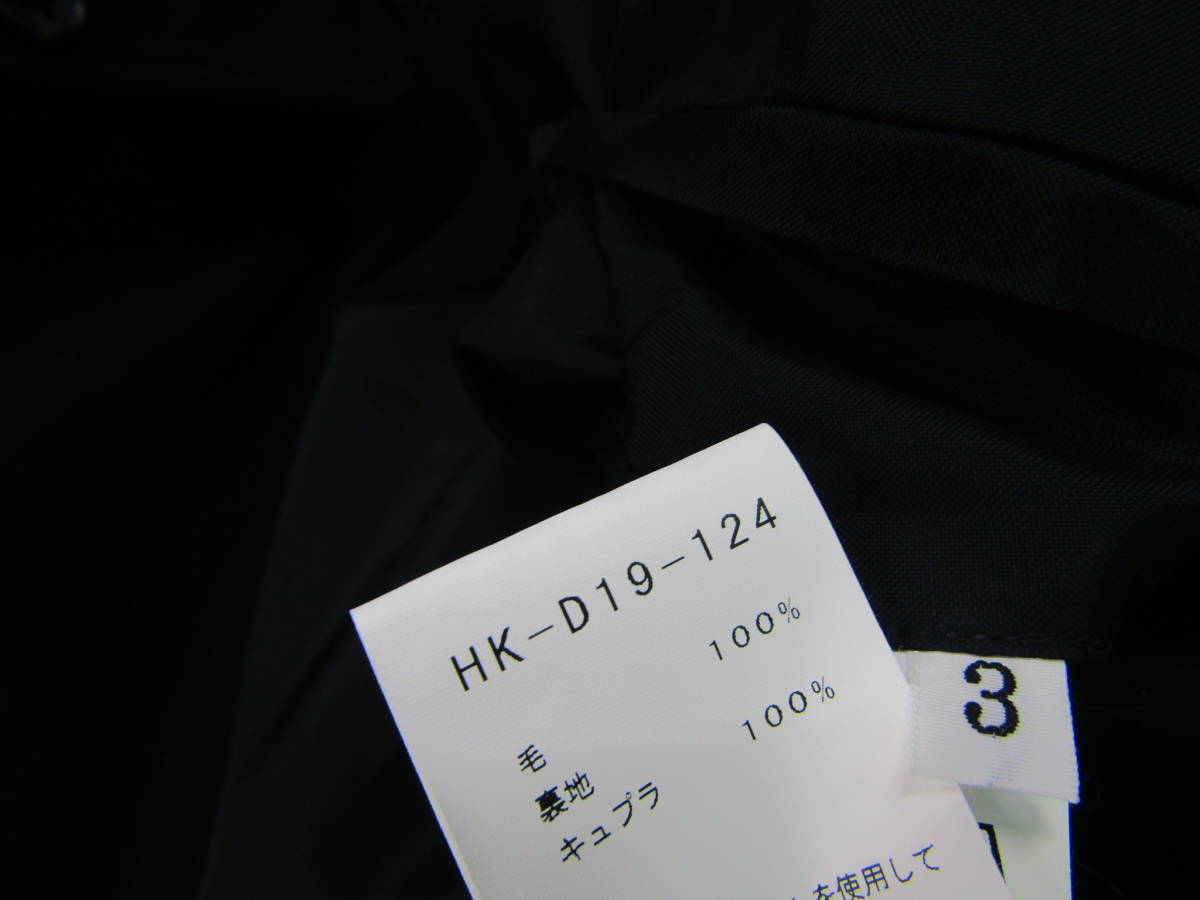 HK-D19-124
毛 100%
裏地
キュプラ 100%
を使用して
3